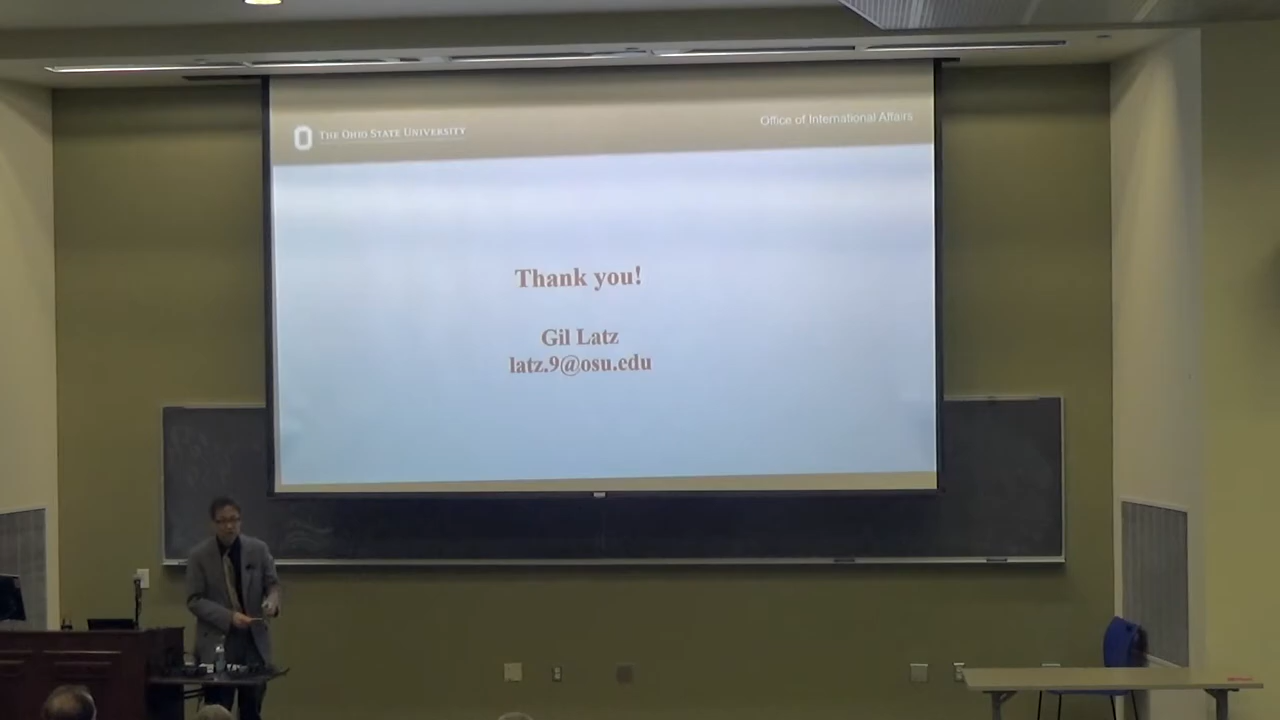 THE OHIO STATE UNIVERSITY
Office of International Affairs
Thank you!
Gil Latz
latz.9@osu.edu